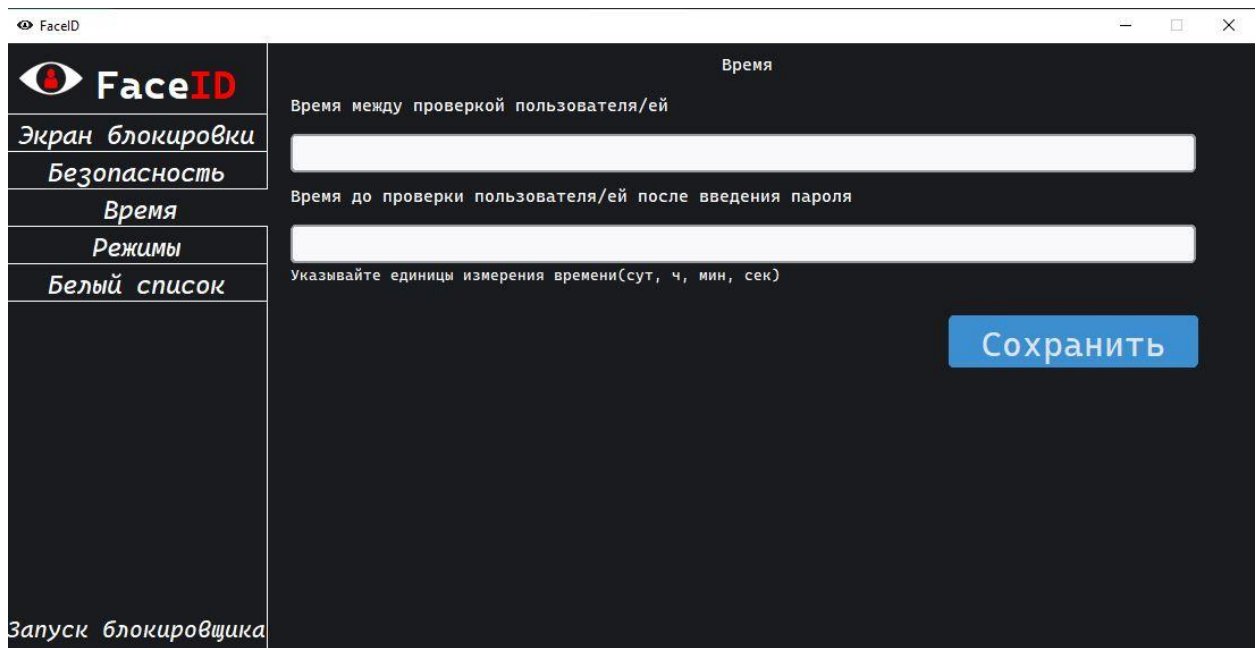 FaceID
FaceID
Экран блокировки
Безопасность
Время
Режимы
Белый список
Запуск блокировщика
Время
Время между проверкой пользователя/ей
Время до проверки пользователя/ей после введения пароля
Указывайте единицы измерения времени(сут, ч, мин, сек)
Сохранить